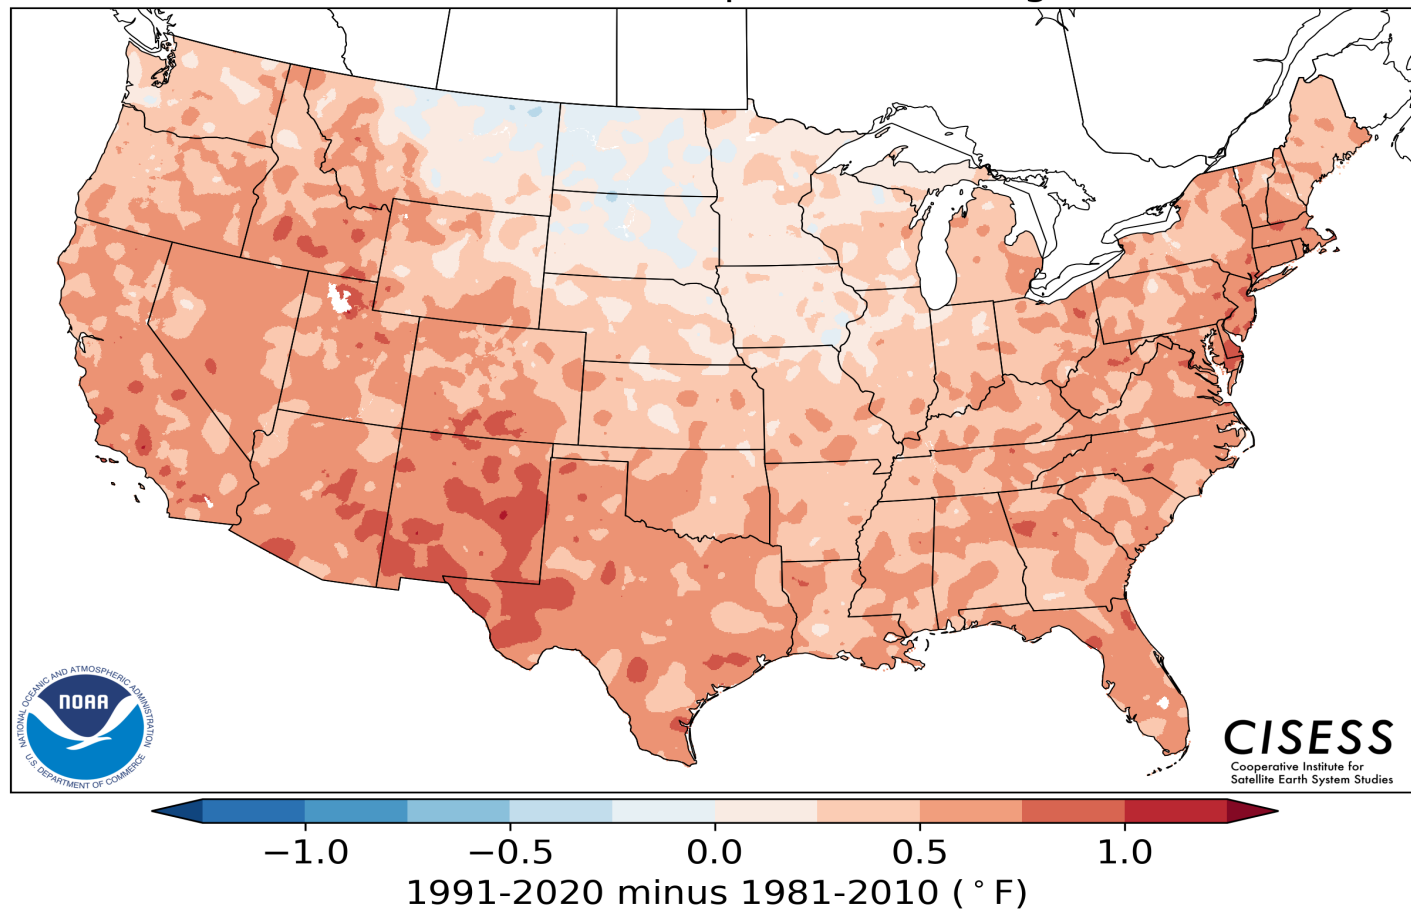 NATIONAL OCEANIC AND ATMOSPHERIC ADMINISTRATION
NOAA
U.S. DEPARTMENT OF COMMERCE
CISESS
Cooperative Institute for
Satellite Earth System Studies
−1.0 −0.5 0.0 0.5 1.0
1991-2020 minus 1981-2010 (°F)